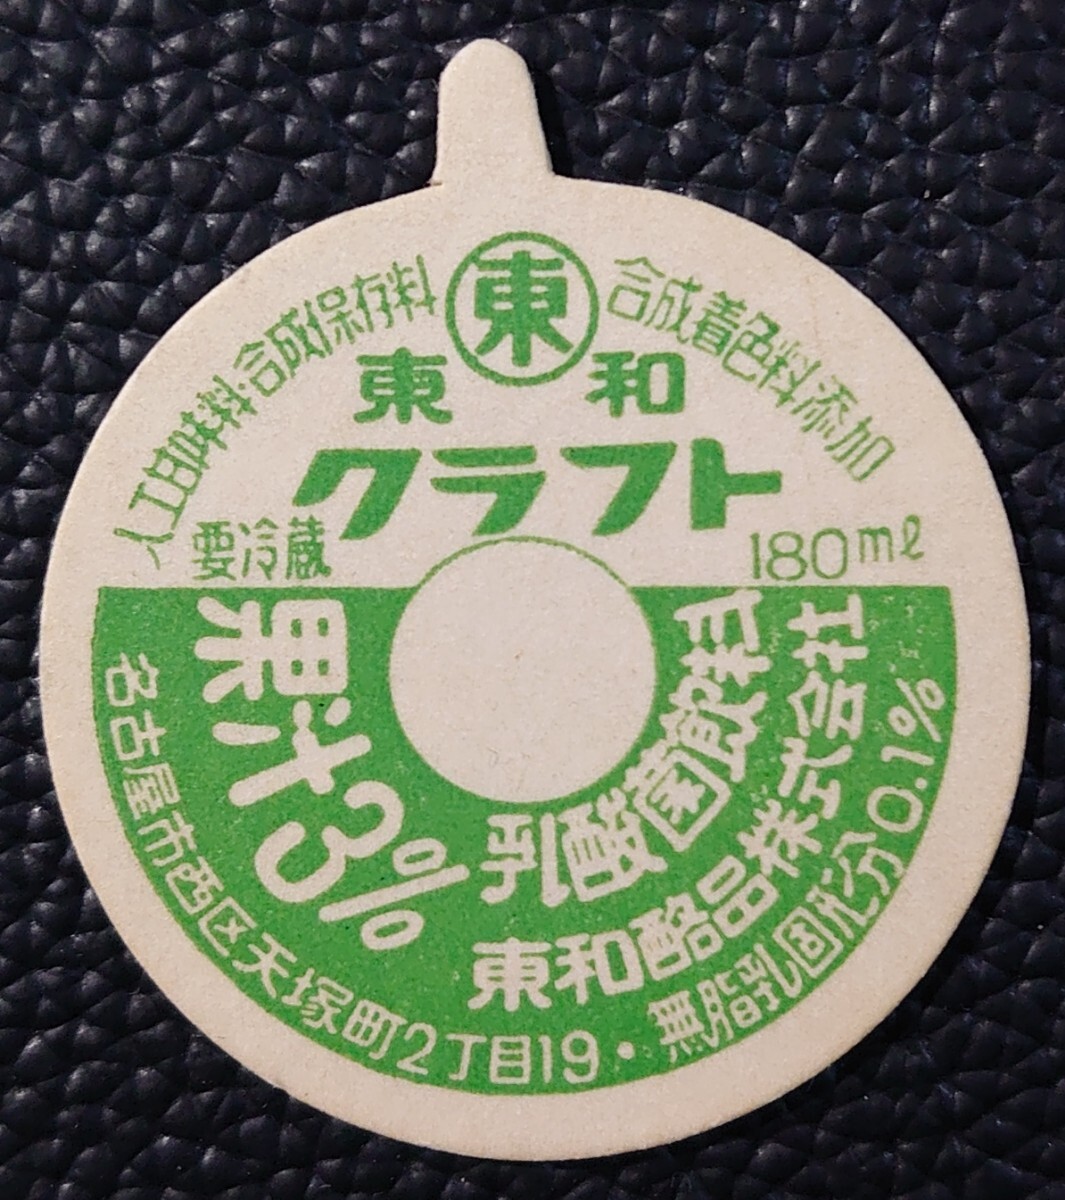 人工甘味料・合成保存料
東
合成着色料添加
東和
クラフト
要冷蔵
180ml
果汁3%
乳酸菌飲料
東和酪品株式会社
名古屋市西区天塚町2丁目19・無脂乳固形分0.1%